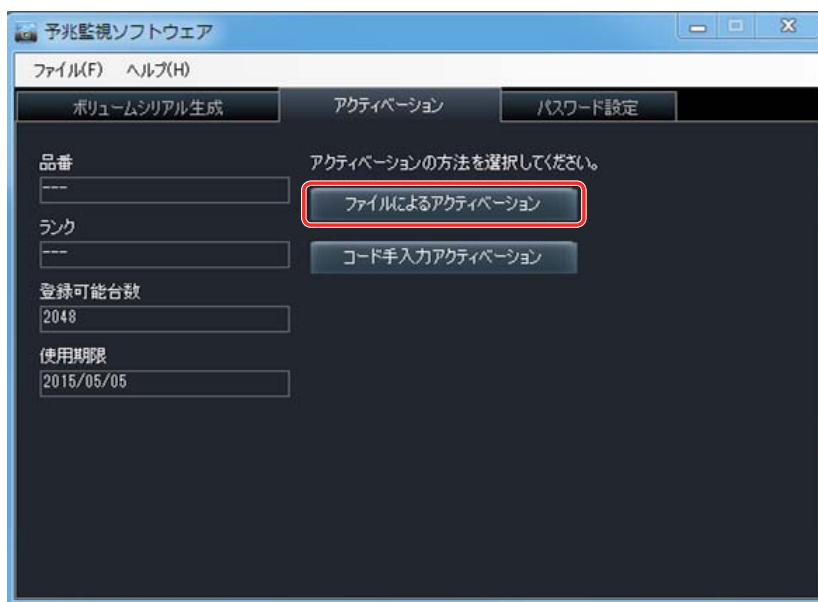 予兆監視ソフトウェア
ファイル(F) ヘルプ(H)
ボリュームシリアル生成 アクティベーション パスワード設定
品番
---
ランク
---
登録可能台数
2048
使用期限
2015/05/05
アクティベーションの方法を選択してください。
ファイルによるアクティベーション
コード手入力アクティベーション